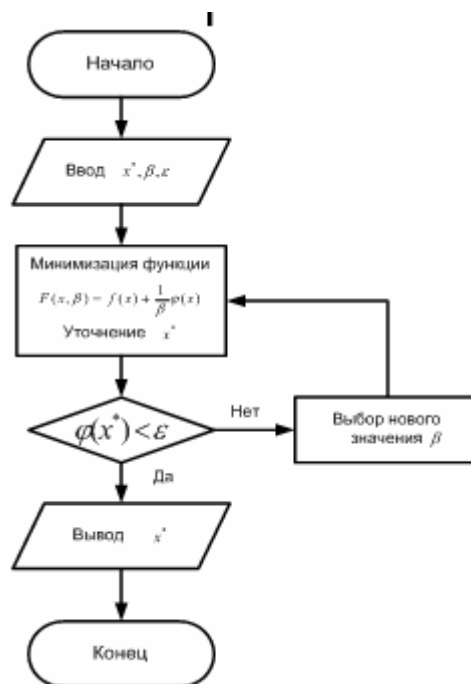 Начало
Ввод x*, β, ε
Минимизация функции
F(x, β) = f(x) + 1/β φ(x)
Уточнение x*
φ(x*) < ε
Нет
Выбор нового
значения β
Да
Вывод x*
Конец